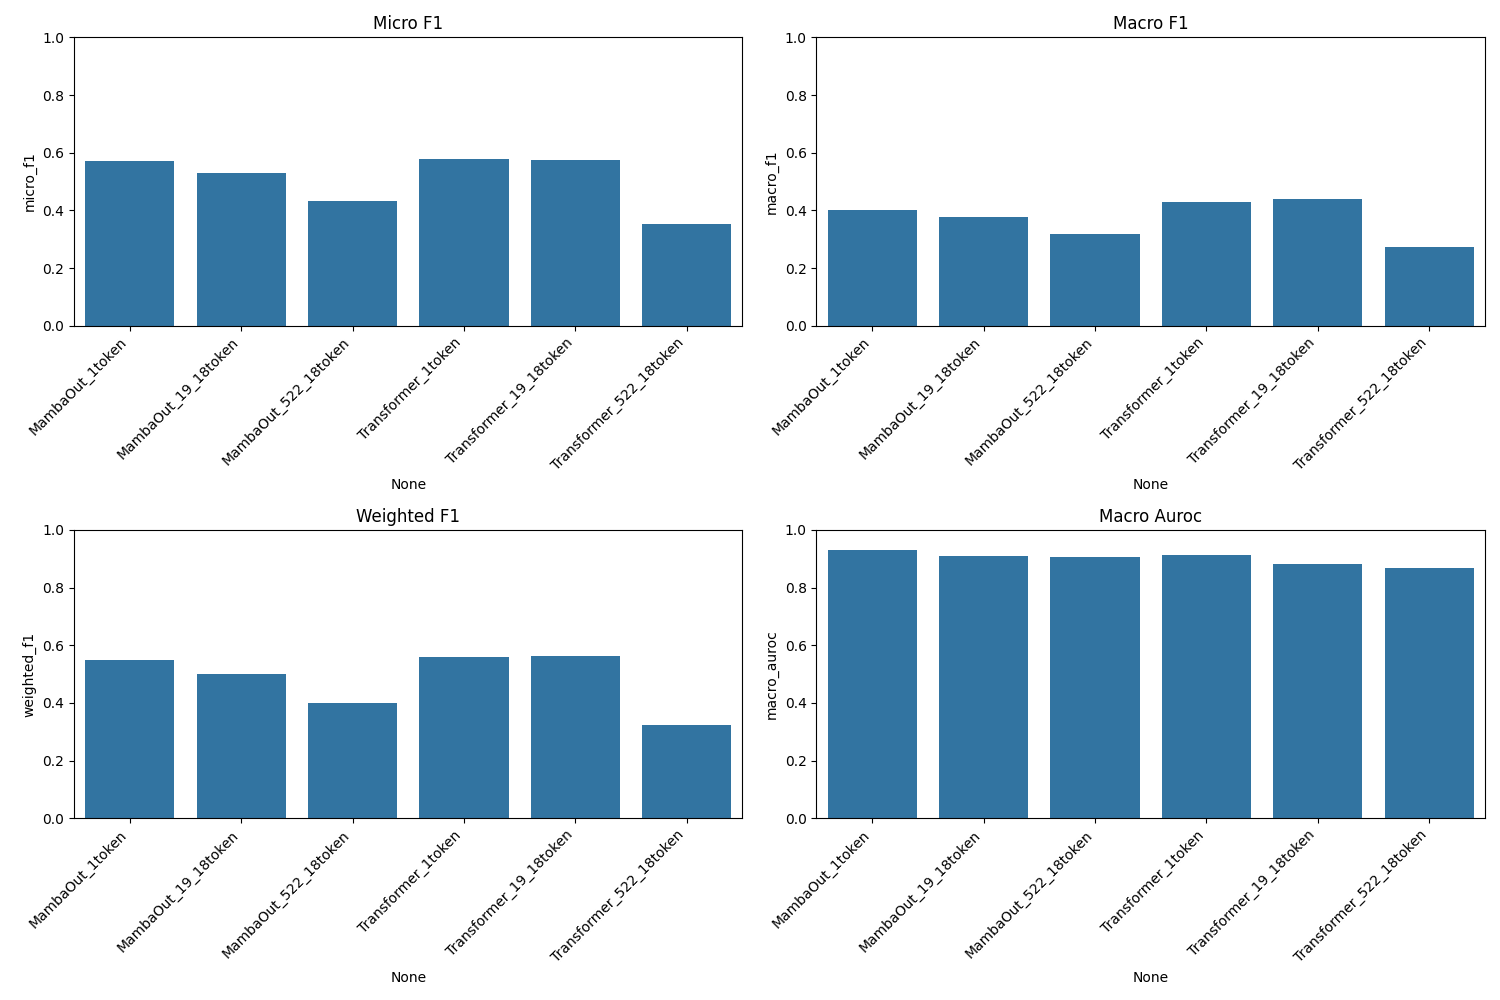 Micro F1
1.0
0.8
0.6
0.4
0.2
0.0
micro_f1
MambaOut_1token
MambaOut_19_18token
MambaOut_522_18token
Transformer_1token
Transformer_19_18token
Transformer_522_18token
None
Macro F1
1.0
0.8
0.6
0.4
0.2
0.0
macro_f1
MambaOut_1token
MambaOut_19_18token
MambaOut_522_18token
Transformer_1token
Transformer_19_18token
Transformer_522_18token
None
Weighted F1
1.0
0.8
0.6
0.4
0.2
0.0
weighted_f1
MambaOut_1token
MambaOut_19_18token
MambaOut_522_18token
Transformer_1token
Transformer_19_18token
Transformer_522_18token
None
Macro Auroc
1.0
0.8
0.6
0.4
0.2
0.0
macro_auroc
MambaOut_1token
MambaOut_19_18token
MambaOut_522_18token
Transformer_1token
Transformer_19_18token
Transformer_522_18token
None